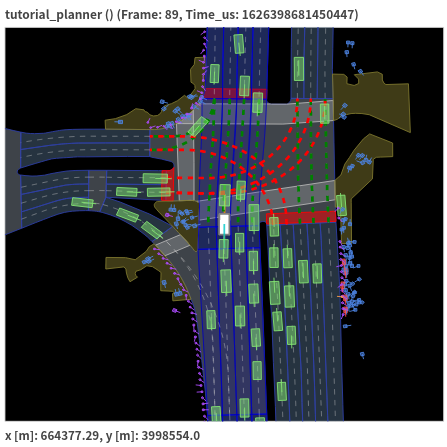 tutorial_planner () (Frame: 89, Time_us: 1626398681450447)
x [m]: 664377.29, y [m]: 3998554.0